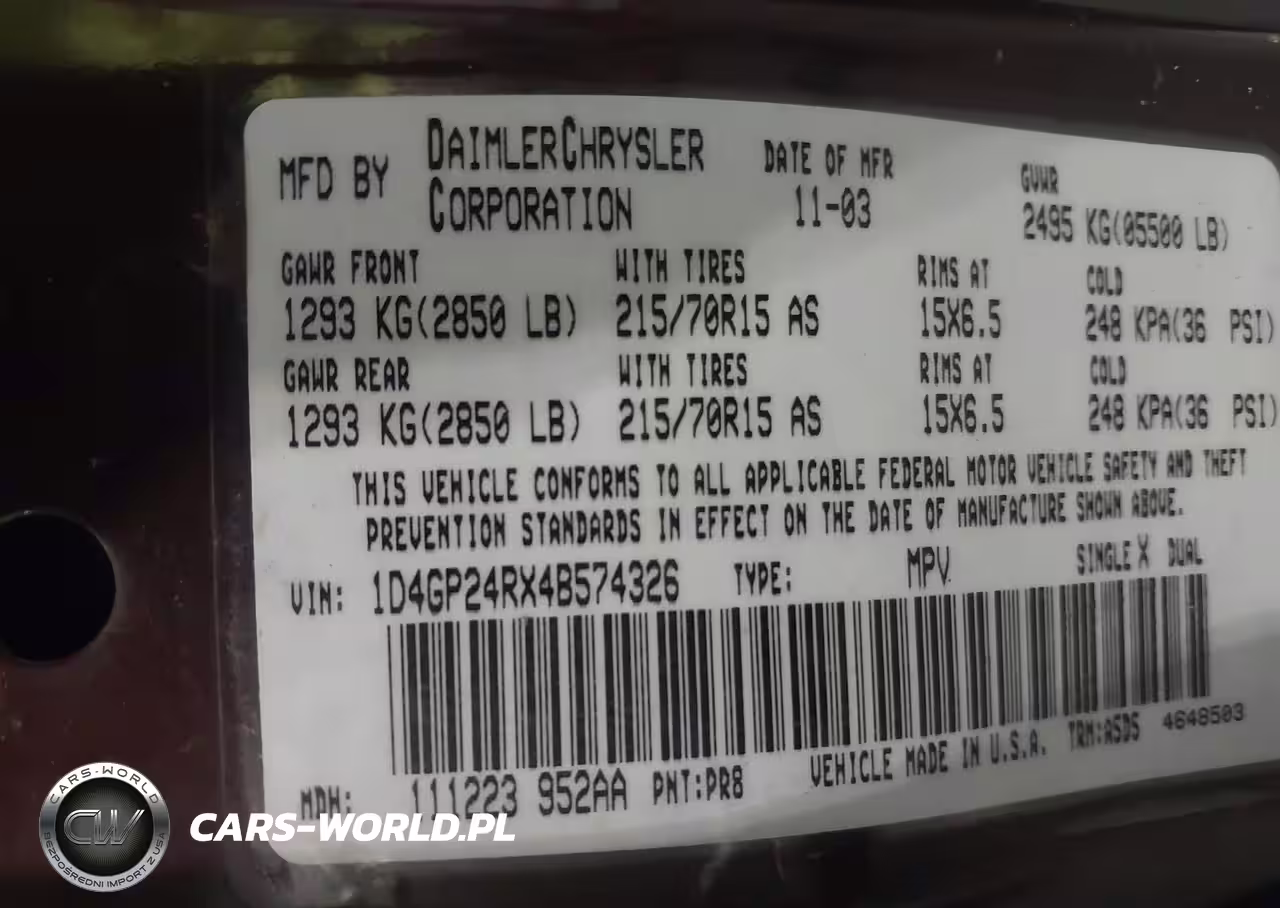 MFD BY DAIMLERCHRYSLER CORPORATION DATE OF MFR 11-03 GVWR 2495 KG(05500 LB)
GAWR FRONT WITH TIRES RIMS AT COLD
1293 KG(2850 LB) 215/70R15 AS 15X6.5 248 KPA(36 PSI)
GAWR REAR WITH TIRES RIMS AT COLD
1293 KG(2850 LB) 215/70R15 AS 15X6.5 248 KPA(36 PSI)
THIS VEHICLE CONFORMS TO ALL APPLICABLE FEDERAL MOTOR VEHICLE SAFETY AND THEFT
PREVENTION STANDARDS IN EFFECT ON THE DATE OF MANUFACTURE SHOWN ABOVE.
VIN: 1D4GP24RX4B574326 TYPE: MPV SINGLE X DUAL
MDH: 111223 952AA PNT:PR8 VEHICLE MADE IN U.S.A. TRM:ASDS 4648503
CARS-WORLD
CW
BEZPOŚREDNI IMPORT Z USA
CARS-WORLD.PL